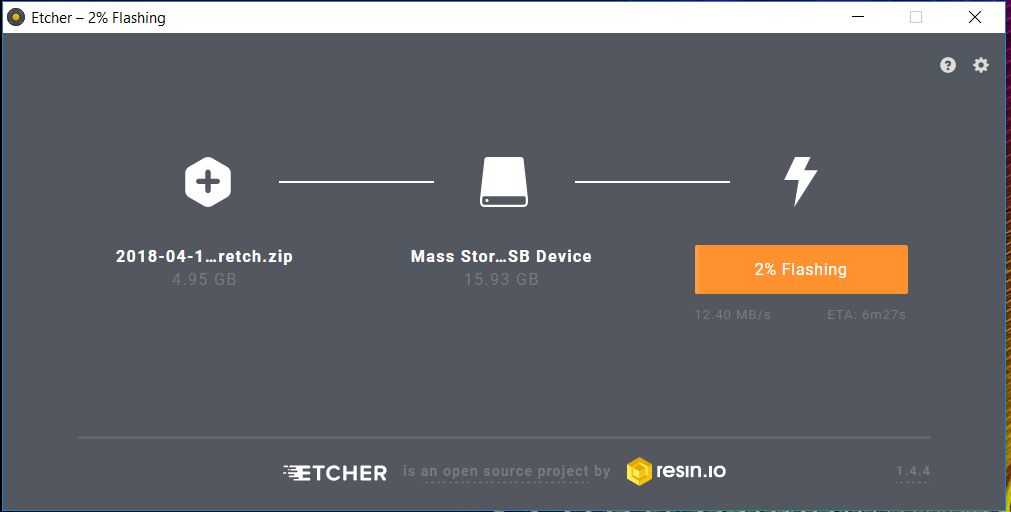 Etcher – 2% Flashing
2018-04-1...retch.zip
4.95 GB
Mass Stor...SB Device
15.93 GB
2% Flashing
12.40 MB/s
ETA: 6m27s
ETCHER is an open source project by resin.io
1.4.4